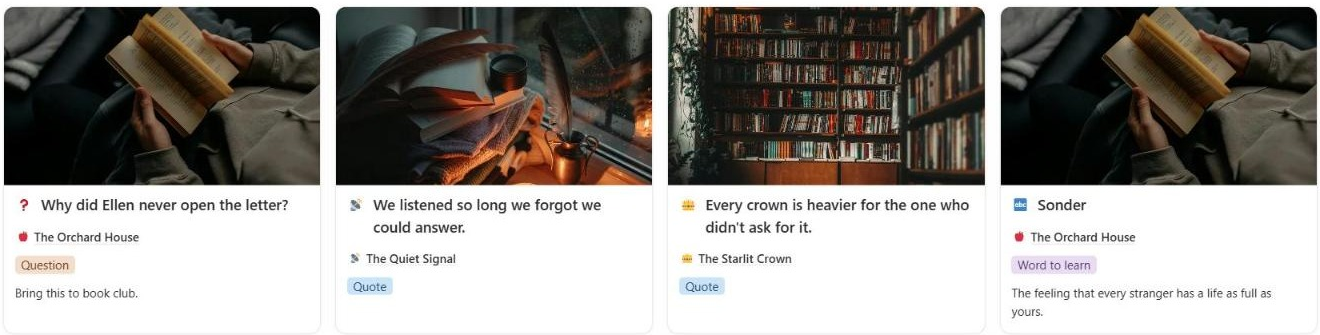 Why did Ellen never open the letter?
The Orchard House
Question
Bring this to book club.
We listened so long we forgot we
could answer.
The Quiet Signal
Quote
Every crown is heavier for the one who
didn't ask for it.
The Starlit Crown
Quote
abc
Sonder
The Orchard House
Word to learn
The feeling that every stranger has a life as full as
yours.